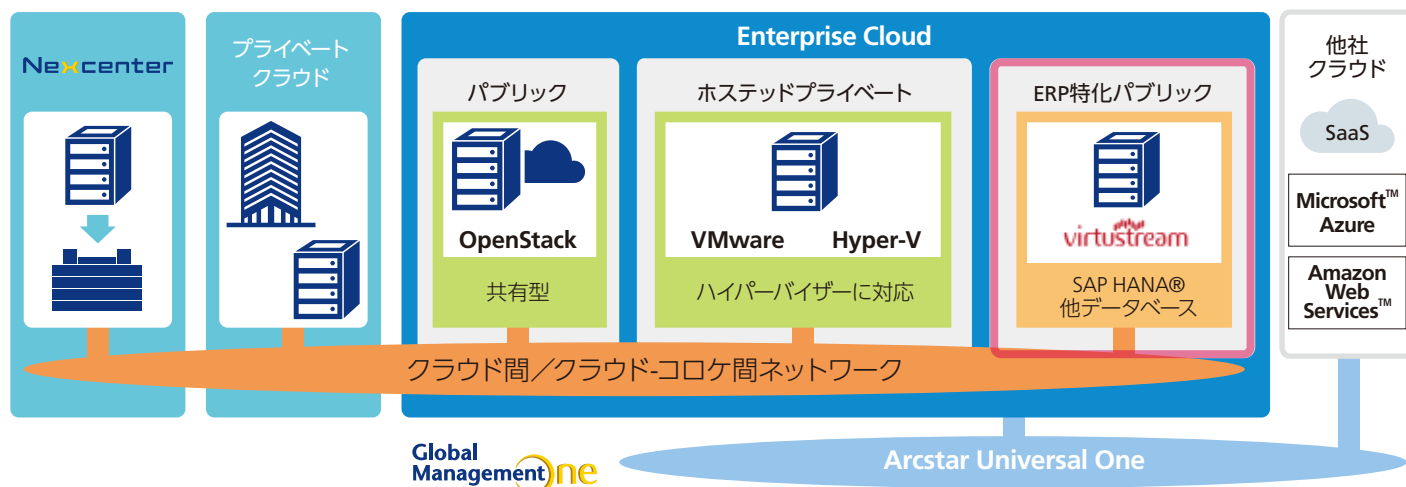 Nexcenter
プライベート
クラウド
Enterprise Cloud
パブリック
OpenStack
共有型
ホステッドプライベート
VMware Hyper-V
ハイパーバイザーに対応
ERP特化パブリック
virtustream
SAP HANA®
他データベース
他社
クラウド
SaaS
Microsoft™
Azure
Amazon
Web
Services™
クラウド間／クラウド-コロケ間ネットワーク
Global
Management One
Arcstar Universal One